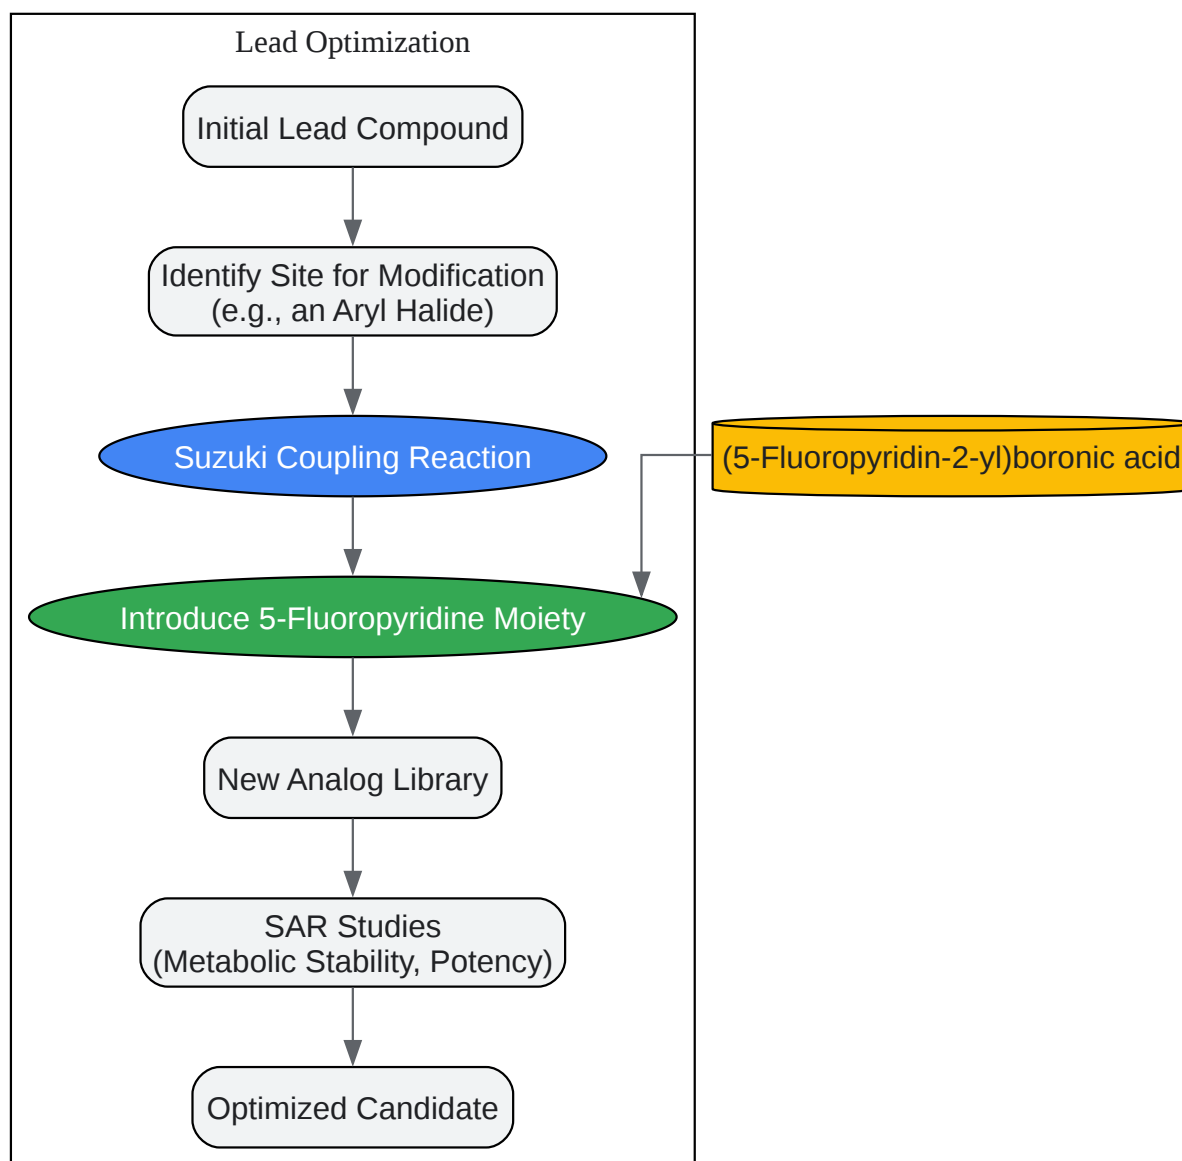 Lead Optimization
Initial Lead Compound
Identify Site for Modification
(e.g., an Aryl Halide)
Suzuki Coupling Reaction
(5-Fluoropyridin-2-yl)boronic acid
Introduce 5-Fluoropyridine Moiety
New Analog Library
SAR Studies
(Metabolic Stability, Potency)
Optimized Candidate